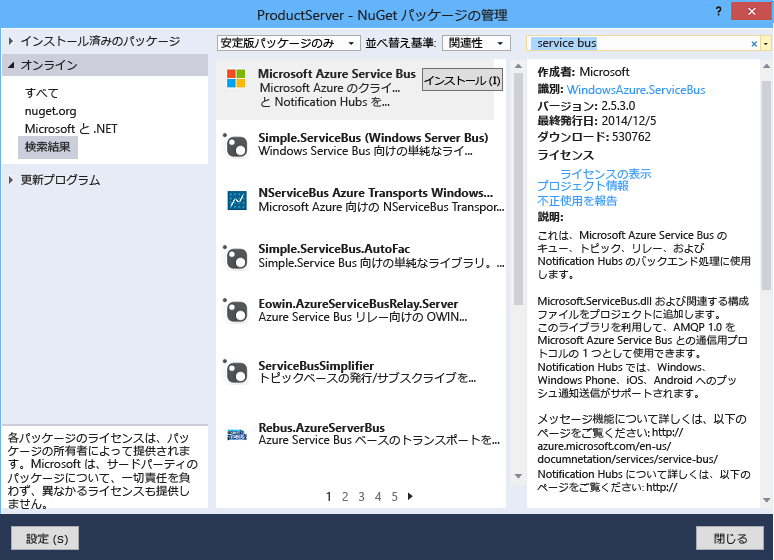 ProductServer - NuGet パッケージの管理
?
インストール済みのパッケージ
オンライン
すべて
nuget.org
Microsoft と .NET
検索結果
更新プログラム
各パッケージのライセンスは、パッ
ケージの所有者によって提供されま
す。Microsoft は、サードパーティの
パッケージについて、一切責任を負
わず、異なかるライセンスも提供し
ません。
安定版パッケージのみ
並べ替え基準:
関連性
Microsoft Azure Service Bus
Microsoft Azure のクライ...
と Notification Hubs を...
インストール (I)
Simple.ServiceBus (Windows Server Bus)
Windows Service Bus 向けの単純なライ...
NServiceBus Azure Transports Windows...
Microsoft Azure 向けの NServiceBus Transpor...
Simple.ServiceBus.AutoFac
Simple.Service Bus 向けの単純なライブラリ。...
Eowin.AzureServiceBusRelay.Server
Azure Service Bus リレー向けの OWIN...
ServiceBusSimplifier
トピックベースの発行/サブスクライブを...
Rebus.AzureServerBus
Azure Service Bus ベースのトランスポートを...
1 2 3 4 5
service bus
作成者: Microsoft
識別: WindowsAzure.ServiceBus
バージョン: 2.5.3.0
最終発行日: 2014/12/5
ダウンロード: 530762
ライセンス
ライセンスの表示
プロジェクト情報
不正使用を報告
説明:
これは、Microsoft Azure Service Bus の
キュー、トピック、リレー、および
Notification Hubs のバックエンド処理に使用
します。
Microsoft.ServiceBus.dll および関連する構成
ファイルをプロジェクトに追加します。
このライブラリを利用して、AMQP 1.0 を
Microsoft Azure Service Bus との通信用プロ
トコルの 1 つとして使用できます。
Notification Hubs では、Windows、
Windows Phone、iOS、Android へのプッ
シュ通知送信がサポートされます。
メッセージ機能について詳しくは、以下の
ページをご覧ください: http://
azure.microsoft.com/en-us/
documnetation/services/service-bus/
Notification Hubs について詳しくは、以下の
ページをご覧ください: http://
設定 (S)
閉じる